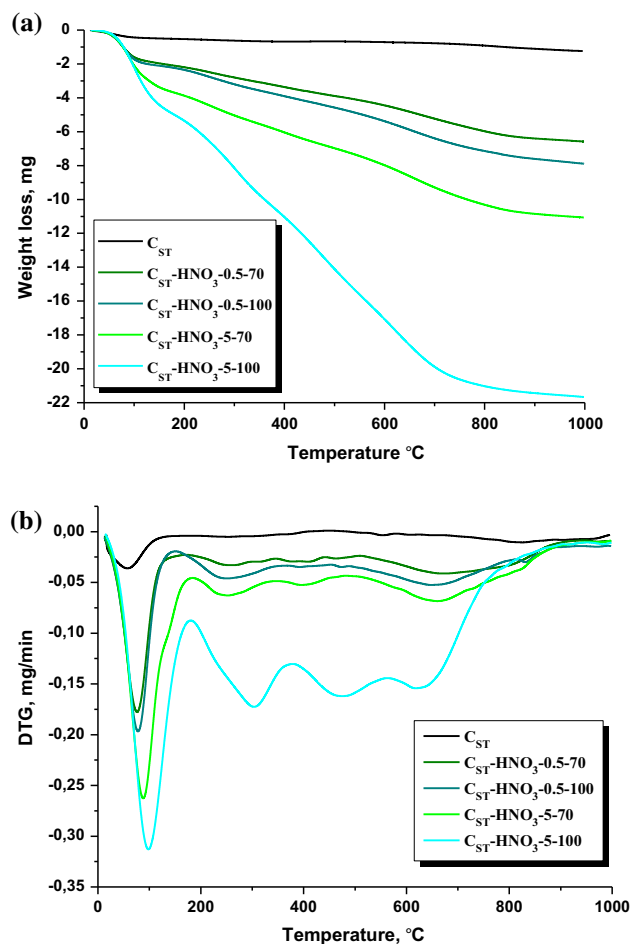 (a)
0
-2
-4
-6
-8
-10
-12
-14
-16
-18
-20
-22
Weight loss, mg
C_ST
C_ST-HNO_3-0.5-70
C_ST-HNO_3-0.5-100
C_ST-HNO_3-5-70
C_ST-HNO_3-5-100
0 200 400 600 800 1000
Temperature °C
(b)
0,00
-0,05
-0,10
-0,15
-0,20
-0,25
-0,30
-0,35
DTG, mg/min
C_ST
C_ST-HNO_3-0.5-70
C_ST-HNO_3-0.5-100
C_ST-HNO_3-5-70
C_ST-HNO_3-5-100
0 200 400 600 800 1000
Temperature, °C